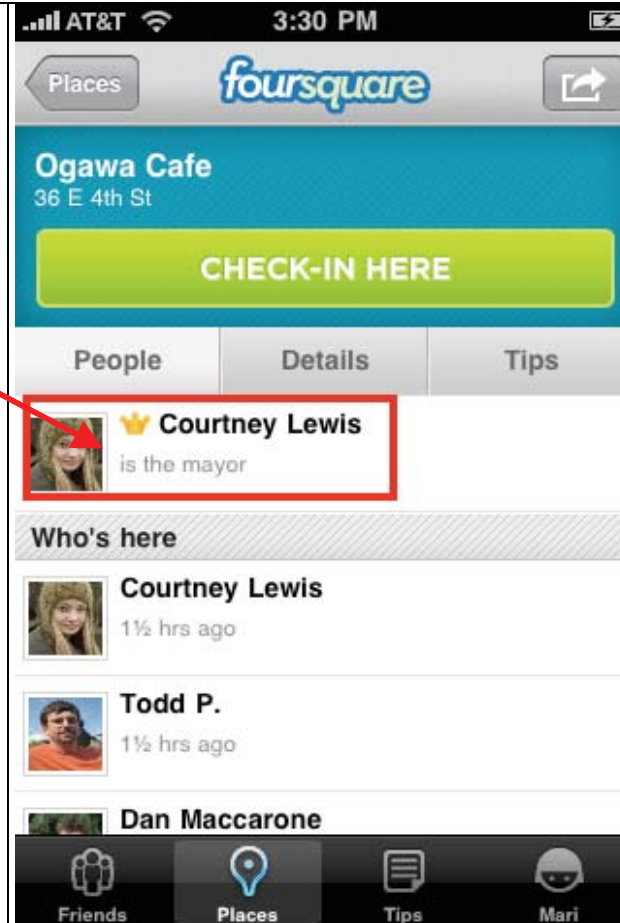 AT&T 3:30 PM
Places foursquare
Ogawa Cafe
36 E 4th St
CHECK-IN HERE
People Details Tips
Courtney Lewis
is the mayor
Who's here
Courtney Lewis
1½ hrs ago
Todd P.
1½ hrs ago
Dan Maccarone
Friends Places Tips Mari